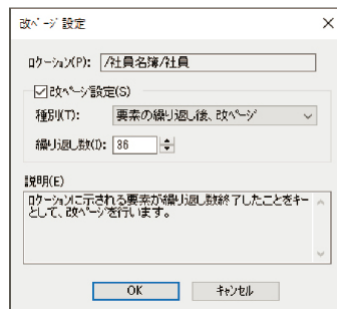 改ページ 設定
ロケーション(P): /社員名簿/社員
改ページ設定(S)
種別(T): 要素の繰り返し後、改ページ
繰り返し数(I): 36
説明(E)
ロケーションに示される要素が繰り返し数終了したことをキー
として、改ページを行います。
OK キャンセル